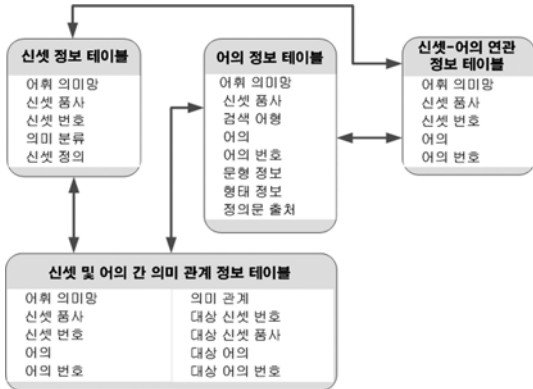 신셋 정보 테이블
어휘 의미망
신셋 품사
신셋 번호
의미 분류
신셋 정의
어의 정보 테이블
어휘 의미망
신셋 품사
검색 어형
어의
어의 번호
문형 정보
형태 정보
정의문 출처
신셋-어의 연관
정보 테이블
어휘 의미망
신셋 품사
신셋 번호
어의
어의 번호
신셋 및 어의 간 의미 관계 정보 테이블
어휘 의미망
신셋 품사
신셋 번호
어의
어의 번호
의미 관계
대상 신셋 번호
대상 신셋 품사
대상 어의
대상 어의 번호